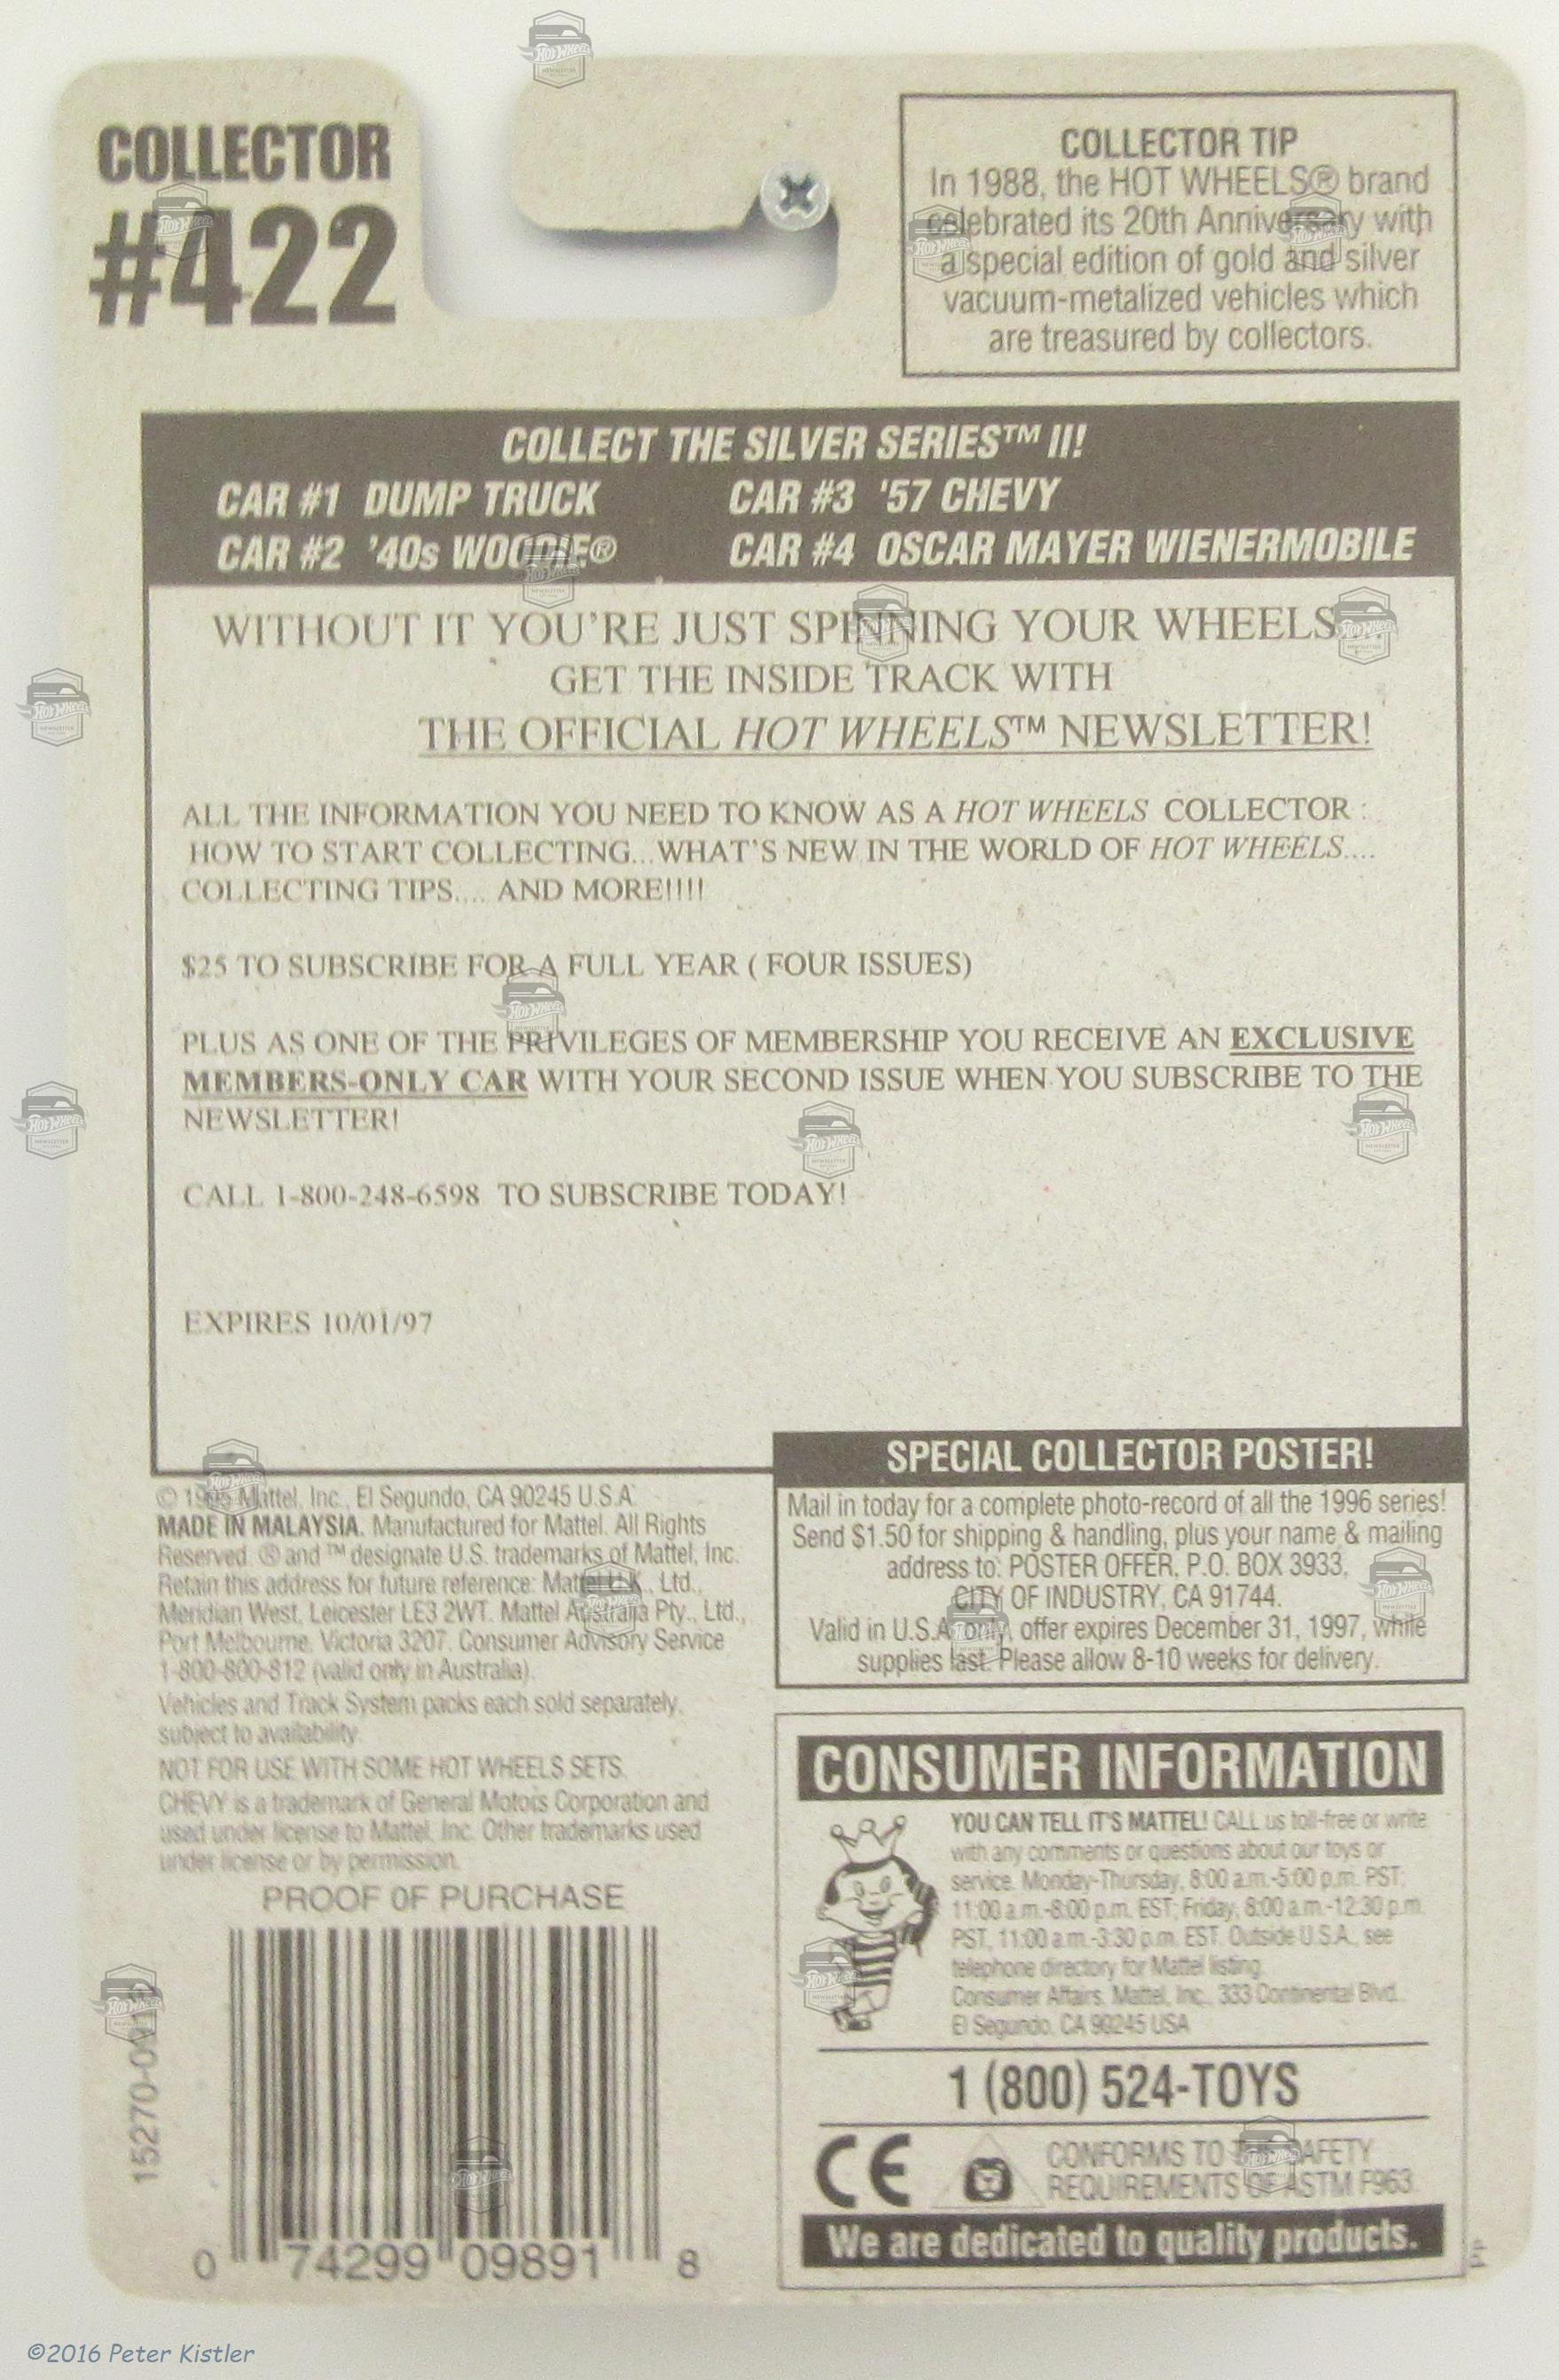 COLLECTOR
#422
COLLECTOR TIP
In 1988, the HOT WHEELS® brand
celebrated its 20th Anniversary with
a special edition of gold and silver
vacuum-metalized vehicles which
are treasured by collectors.
COLLECT THE SILVER SERIES™ II!
CAR #1 DUMP TRUCK
CAR #2 '40s WOODIE®
CAR #3 '57 CHEVY
CAR #4 OSCAR MAYER WIENERMOBILE
WITHOUT IT YOU'RE JUST SPINNING YOUR WHEELS...
GET THE INSIDE TRACK WITH
THE OFFICIAL HOT WHEELS™ NEWSLETTER!
ALL THE INFORMATION YOU NEED TO KNOW AS A HOT WHEELS COLLECTOR :
HOW TO START COLLECTING...WHAT'S NEW IN THE WORLD OF HOT WHEELS....
COLLECTING TIPS.... AND MORE!!!!
$25 TO SUBSCRIBE FOR A FULL YEAR ( FOUR ISSUES)
PLUS AS ONE OF THE PRIVILEGES OF MEMBERSHIP YOU RECEIVE AN EXCLUSIVE
MEMBERS-ONLY CAR WITH YOUR SECOND ISSUE WHEN YOU SUBSCRIBE TO THE
NEWSLETTER!
CALL 1-800-248-6598 TO SUBSCRIBE TODAY!
EXPIRES 10/01/97
© Mattel, Inc., El Segundo, CA 90245 U.S.A.
MADE IN MALAYSIA. Manufactured for Mattel. All Rights
Reserved. ® and ™ designate U.S. trademarks of Mattel, Inc.
Retain this address for future reference: Mattel U.K., Ltd.,
Meridian West, Leicester LE3 2WT. Mattel Australia Pty., Ltd.,
Port Melbourne, Victoria 3207. Consumer Advisory Service
1-800-800-812 (valid only in Australia).
Vehicles and Track System packs each sold separately,
subject to availability.
NOT FOR USE WITH SOME HOT WHEELS SETS.
CHEVY is a trademark of General Motors Corporation and
used under license to Mattel, Inc. Other trademarks used
under license or by permission.
PROOF OF PURCHASE
15270-
0 74299 09891 8
SPECIAL COLLECTOR POSTER!
Mail in today for a complete photo-record of all the 1996 series!
Send $1.50 for shipping & handling, plus your name & mailing
address to: POSTER OFFER, P.O. BOX 3933,
CITY OF INDUSTRY, CA 91744.
Valid in U.S.A. only, offer expires December 31, 1997, while
supplies last. Please allow 8-10 weeks for delivery.
CONSUMER INFORMATION
YOU CAN TELL IT'S MATTEL! CALL us toll-free or write
with any comments or questions about our toys or
service. Monday-Thursday, 8:00 a.m.-5:00 p.m. PST;
11:00 a.m.-8:00 p.m. EST; Friday, 8:00 a.m.-12:30 p.m.
PST, 11:00 a.m.-3:30 p.m. EST. Outside U.S.A., see
telephone directory for Mattel listing.
Consumer Affairs, Mattel, Inc., 333 Continental Blvd.,
El Segundo, CA 90245 USA
1 (800) 524-TOYS
CE
CONFORMS TO THE SAFETY
REQUIREMENTS OF ASTM F963.
We are dedicated to quality products.
©2016 Peter Kistler